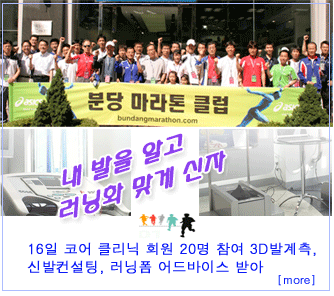 asics
분당 마라톤 클럽
bundangmarathon.com
asics
내 발을 알고
러닝화 맞게 신자
16일 코어 클리닉 회원 20명 참여 3D발계측,
신발컨설팅, 러닝폼 어드바이스 받아
[more]